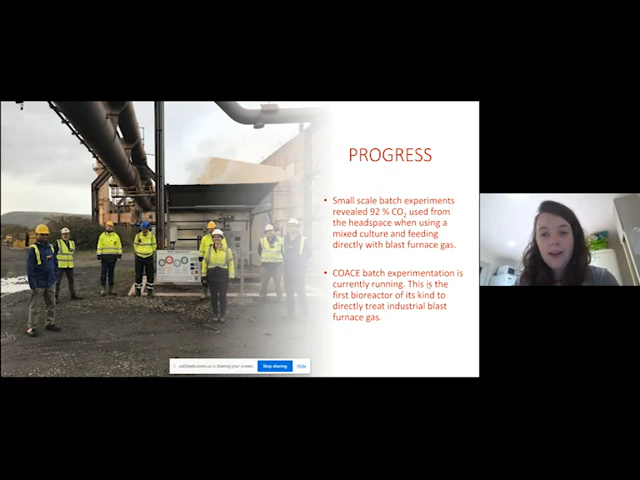 PROGRESS
• Small scale batch experiments
revealed 92 % CO2 used from
the headspace when using a
mixed culture and feeding
directly with blast furnace gas.
• COACE batch experimentation is
currently running. This is the
first bioreactor of its kind to
directly treat industrial blast
furnace gas.
is sharing your screen.
Stop sharing
Hide